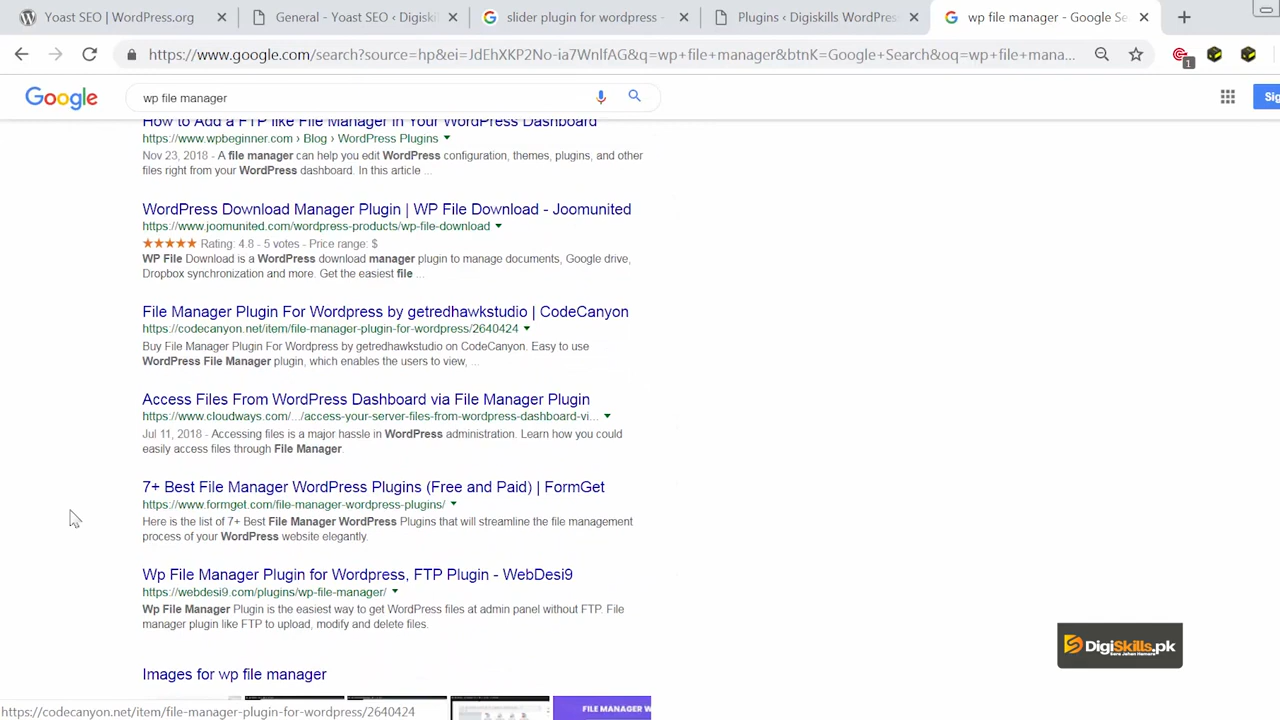 Yoast SEO | WordPress.org
General - Yoast SEO ‹ Digiskil
slider plugin for wordpress -
Plugins ‹ Digiskills WordPres
wp file manager - Google Se
https://www.google.com/search?source=hp&ei=JdEhXKP2No-ia7WnlfAG&q=wp+file+manager&btnK=Google+Search&oq=wp+file+mana...
1
Google
wp file manager
Sig
How to Add a FTP like File Manager in Your WordPress Dashboard
https://www.wpbeginner.com › Blog › WordPress Plugins
Nov 23, 2018 - A file manager can help you edit WordPress configuration, themes, plugins, and other
files right from your WordPress dashboard. In this article ...
WordPress Download Manager Plugin | WP File Download - Joomunited
https://www.joomunited.com/wordpress-products/wp-file-download
Rating: 4.8 - 5 votes - Price range: $
WP File Download is a WordPress download manager plugin to manage documents, Google drive,
Dropbox synchronization and more. Get the easiest file ...
File Manager Plugin For Wordpress by getredhawkstudio | CodeCanyon
https://codecanyon.net/item/file-manager-plugin-for-wordpress/2640424
Buy File Manager Plugin For Wordpress by getredhawkstudio on CodeCanyon. Easy to use
WordPress File Manager plugin, which enables the users to view, ...
Access Files From WordPress Dashboard via File Manager Plugin
https://www.cloudways.com/.../access-your-server-files-from-wordpress-dashboard-vi...
Jul 11, 2018 - Accessing files is a major hassle in WordPress administration. Learn how you could
easily access files through File Manager.
7+ Best File Manager WordPress Plugins (Free and Paid) | FormGet
https://www.formget.com/file-manager-wordpress-plugins/
Here is the list of 7+ Best File Manager WordPress Plugins that will streamline the file management
process of your WordPress website elegantly.
Wp File Manager Plugin for Wordpress, FTP Plugin - WebDesi9
https://webdesi9.com/plugins/wp-file-manager/
Wp File Manager Plugin is the easiest way to get WordPress files at admin panel without FTP. File
manager plugin like FTP to upload, modify and delete files.
DigiSkills.pk
Images for wp file manager
FILE MANAGER W
https://codecanyon.net/item/file-manager-plugin-for-wordpress/2640424